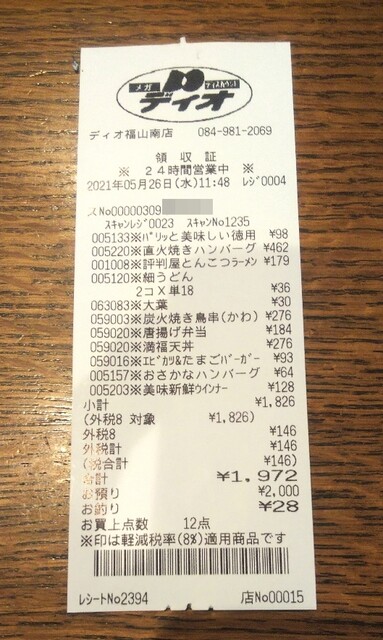 メガ ディスカウント
ディオ
ディオ福山南店 084-981-2069
領収証
※ 24時間営業中 ※
2021年05月26日(水)11:48 レジ0004
スNo00000309
スキャンレジ0023 スキャンNo1235
005133※パリッと美味しい徳用 ¥98
005220※直火焼きハンバーグ ¥462
001008※評判屋とんこつラーメン ¥179
005120※細うどん
2コ×単18 ¥36
063083※大葉 ¥30
059003※炭火焼き鳥串(かわ) ¥276
059020※唐揚げ弁当 ¥184
059020※満福天丼 ¥276
059016※エビカツ&たまごバーガー ¥93
005157※おさかなハンバーグ ¥64
005203※美味新鮮ウインナー ¥128
小計 ¥1,826
(外税8 対象 ¥1,826)
外税8 ¥146
外税計 ¥146
(税合計 ¥146)
合計 ¥1,972
お預り ¥2,000
お釣り ¥28
お買上点数 12点
※印は軽減税率(8%)適用商品です
レシートNo2394 店No00015